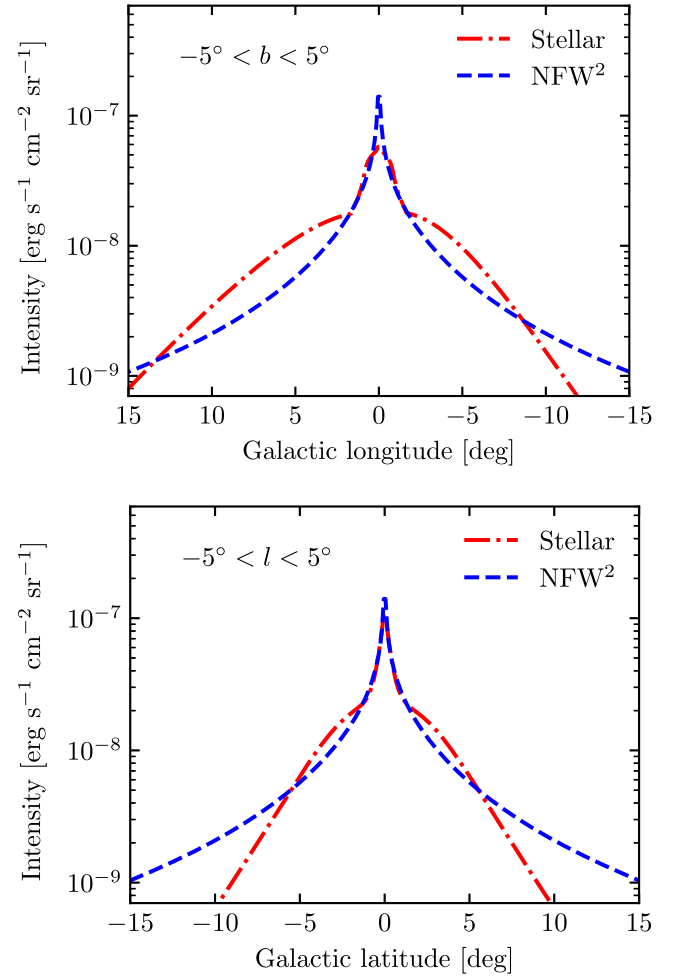 −5° < b < 5°
Stellar
NFW²
Intensity [erg s⁻¹ cm⁻² sr⁻¹]
10⁻⁷
10⁻⁸
10⁻⁹
15 10 5 0 −5 −10 −15
Galactic longitude [deg]
−5° < l < 5°
Stellar
NFW²
Intensity [erg s⁻¹ cm⁻² sr⁻¹]
10⁻⁷
10⁻⁸
10⁻⁹
−15 −10 −5 0 5 10 15
Galactic latitude [deg]